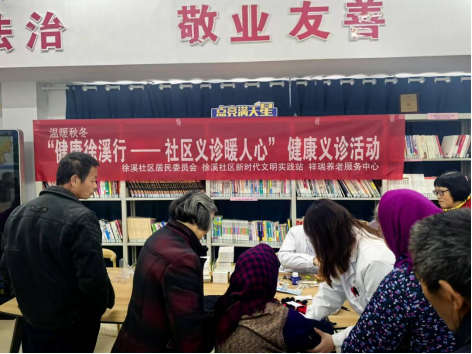 法治 敬业 友善
点亮满天星
温暖秋冬
“健康徐溪行——社区义诊暖人心”健康义诊活动
徐溪社区居民委员会 徐溪社区新时代文明实践站 祥瑞养老服务中心